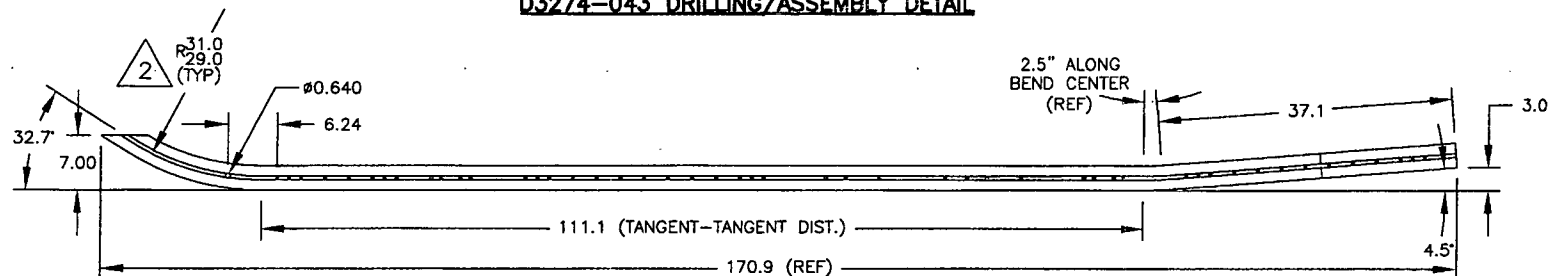 D3274-043 DRILLING/ASSEMBLY DETAIL
2
R31.0
29.0
(TYP)
ø0.640
6.24
32.7°
7.00
2.5" ALONG
BEND CENTER
(REF)
37.1
3.0
111.1 (TANGENT-TANGENT DIST.)
4.5°
170.9 (REF)